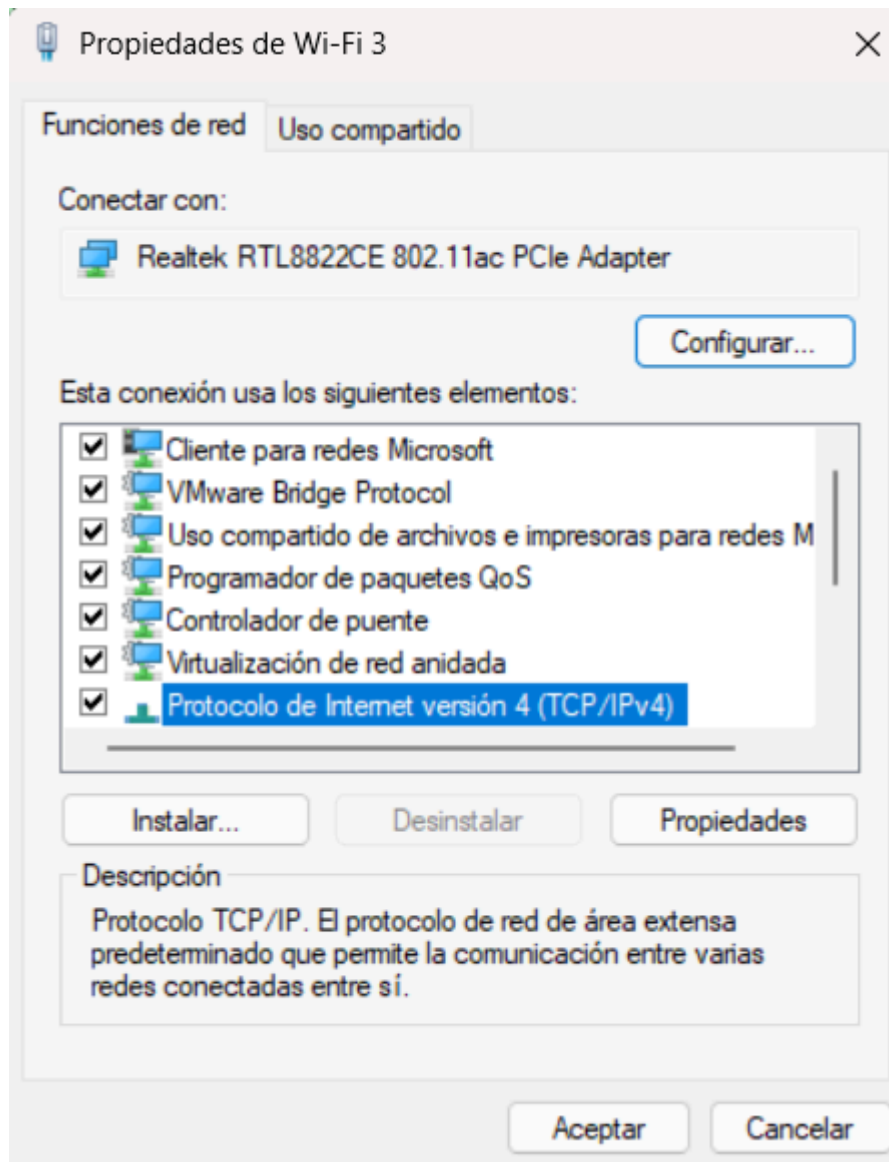 Propiedades de Wi-Fi 3
Funciones de red
Uso compartido
Conectar con:
Realtek RTL8822CE 802.11ac PCIe Adapter
Configurar...
Esta conexión usa los siguientes elementos:
Cliente para redes Microsoft
VMware Bridge Protocol
Uso compartido de archivos e impresoras para redes M
Programador de paquetes QoS
Controlador de puente
Virtualización de red anidada
Protocolo de Internet versión 4 (TCP/IPv4)
Instalar...
Desinstalar
Propiedades
Descripción
Protocolo TCP/IP. El protocolo de red de área extensa
predeterminado que permite la comunicación entre varias
redes conectadas entre sí.
Aceptar
Cancelar